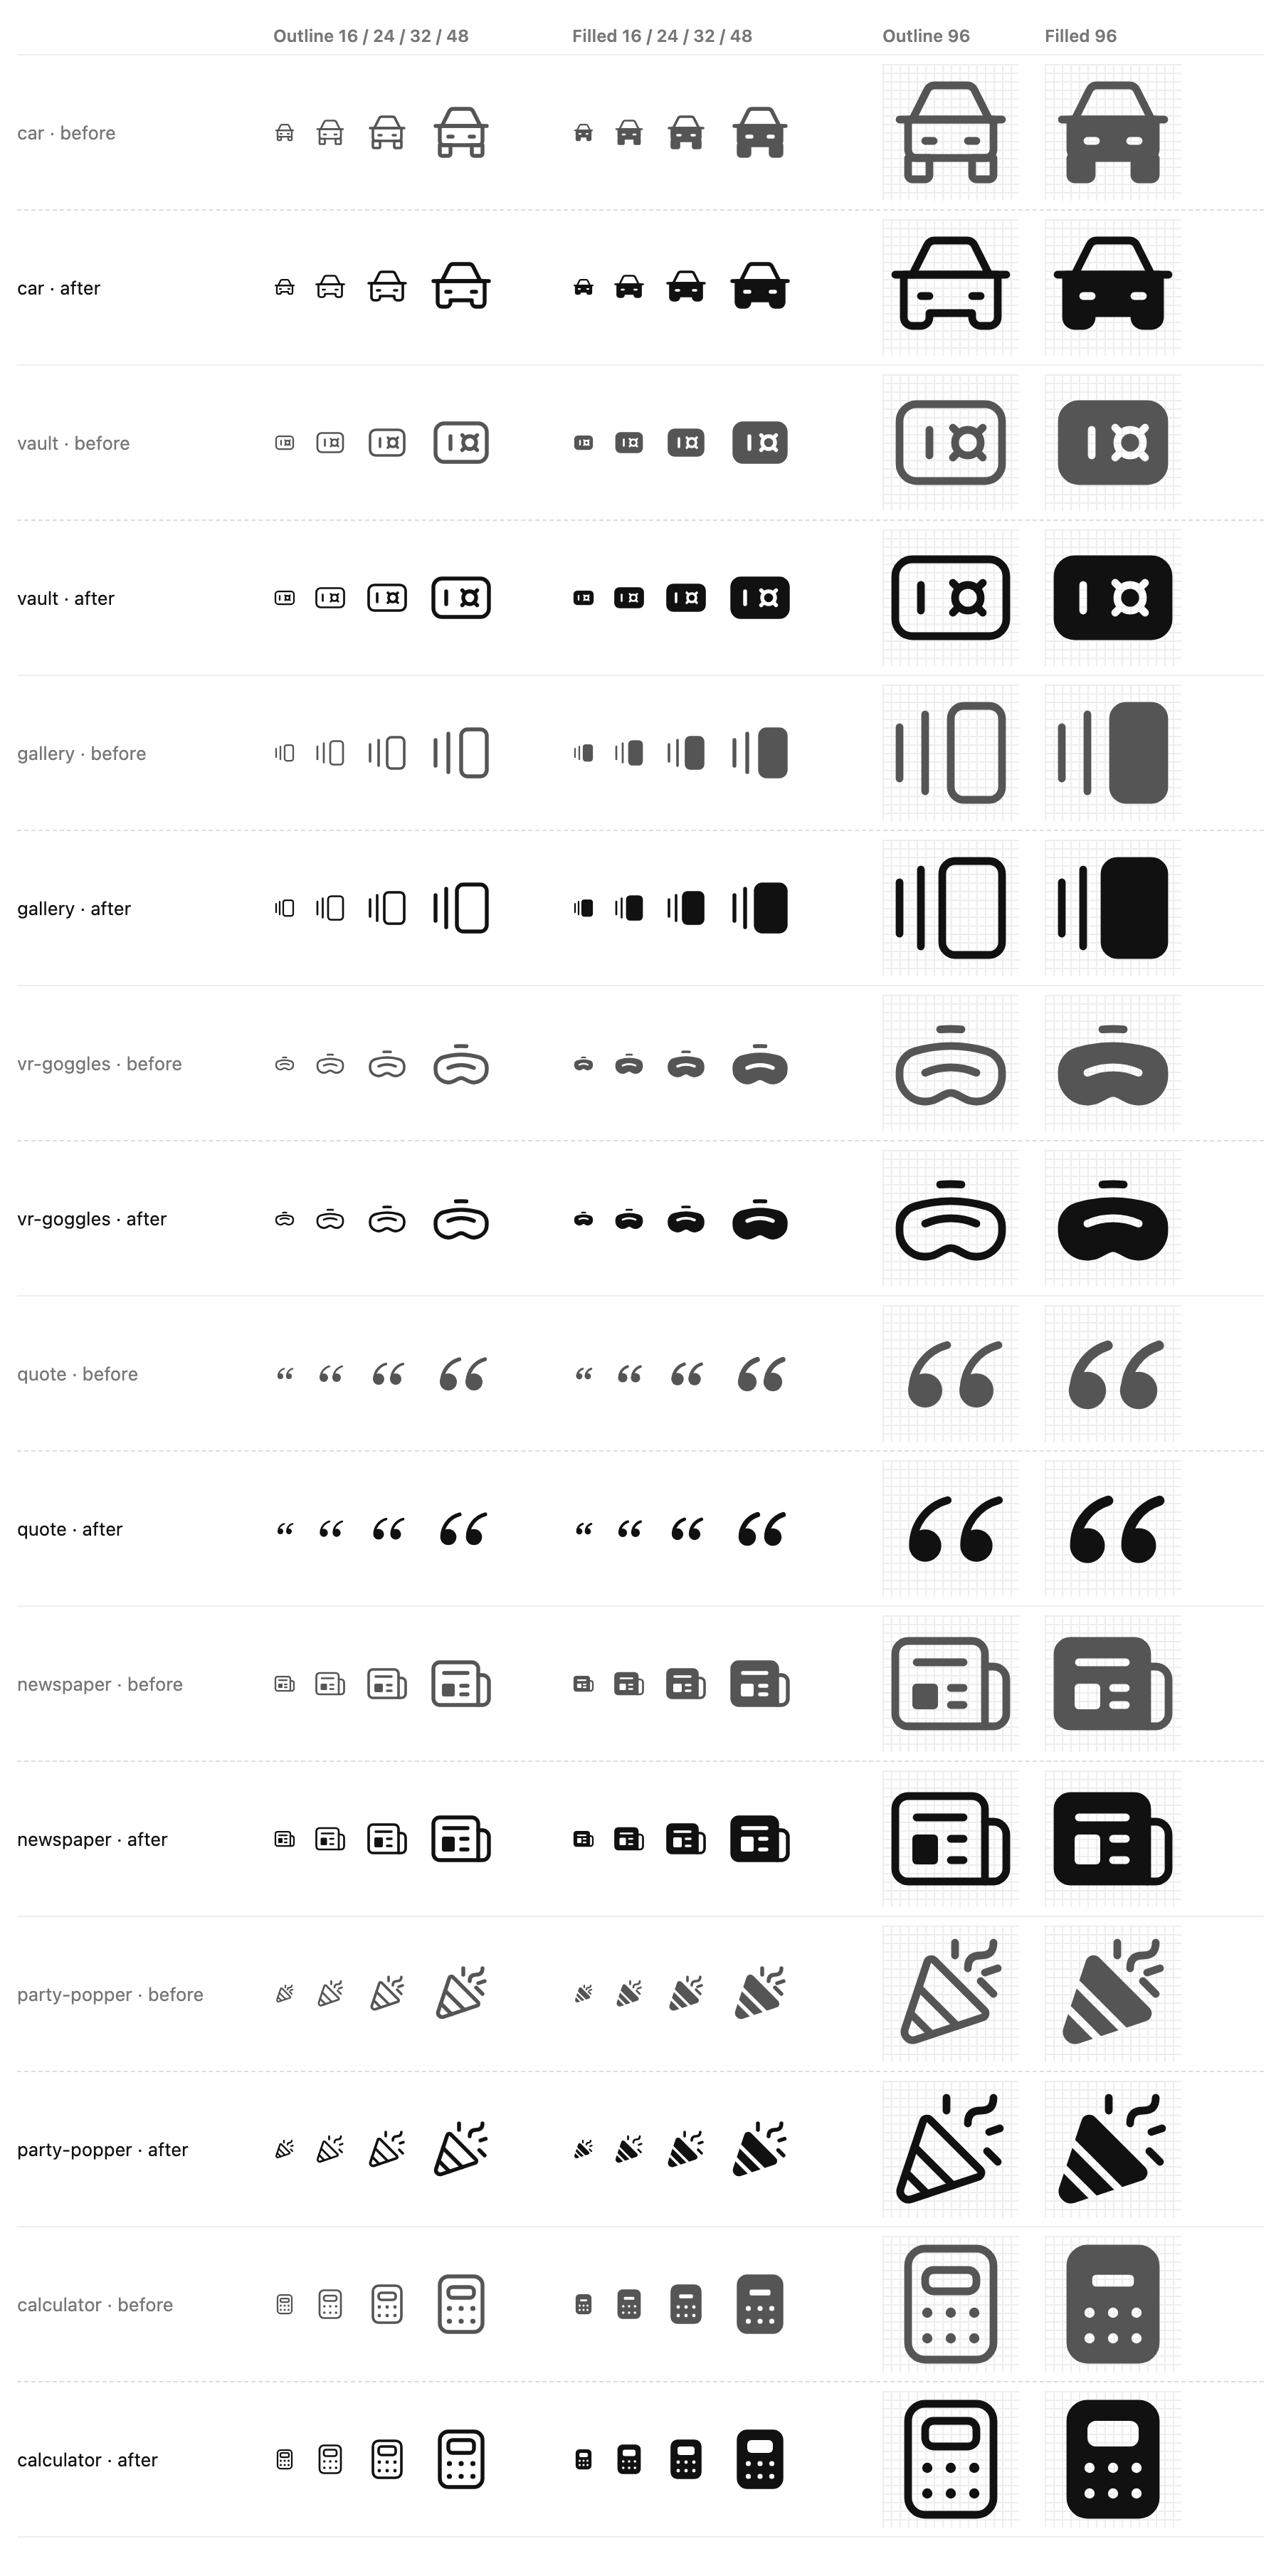 Outline 16 / 24 / 32 / 48 Filled 16 / 24 / 32 / 48 Outline 96 Filled 96
car · before
car · after
vault · before
vault · after
gallery · before
gallery · after
vr-goggles · before
vr-goggles · after
quote · before
quote · after
newspaper · before
newspaper · after
party-popper · before
party-popper · after
calculator · before
calculator · after